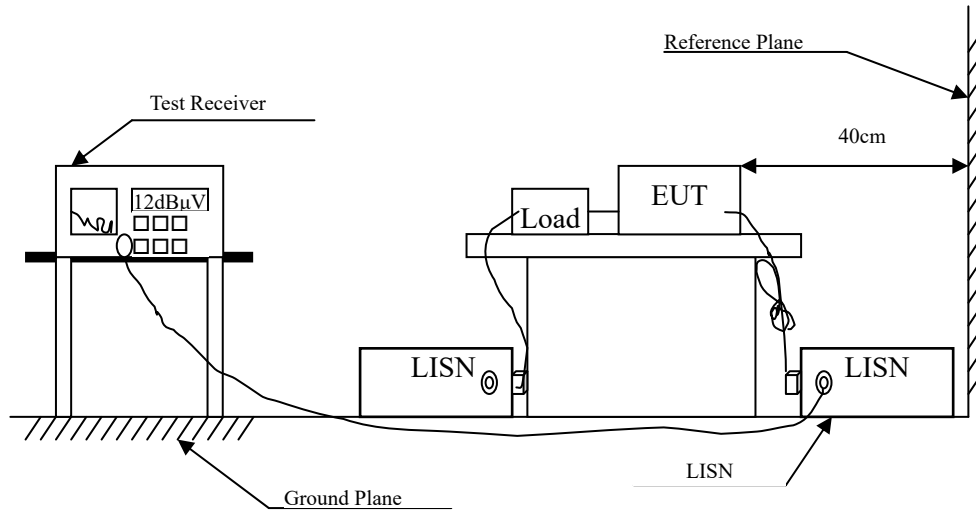 Reference Plane
Test Receiver
40cm
12dBµV
EUT
Load
LISN
LISN
LISN
Ground Plane